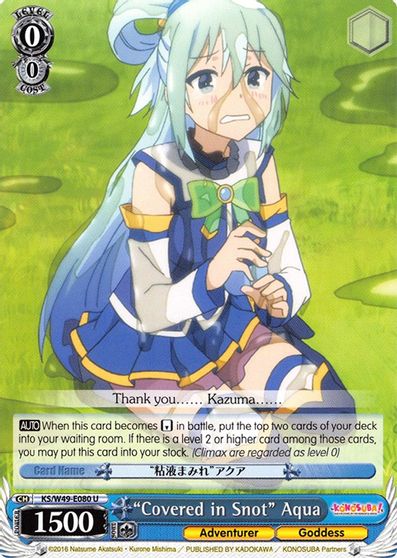 LEVEL
0
0
COST
Thank you…… Kazuma……
AUTO When this card becomes in battle, put the top two cards of your deck
into your waiting room. If there is a level 2 or higher card among those cards,
you may put this card into your stock. (Climax are regarded as level 0)
Card Name
"粘液まみれ"アクア
CH KS/W49-E080 U
POWER
1500
"Covered in Snot" Aqua
KONOSUBA!
Adventurer
Goddess
©2016 Natsume Akatsuki・Kurone Mishima / PUBLISHED BY KADOKAWA / KONOSUBA Partners